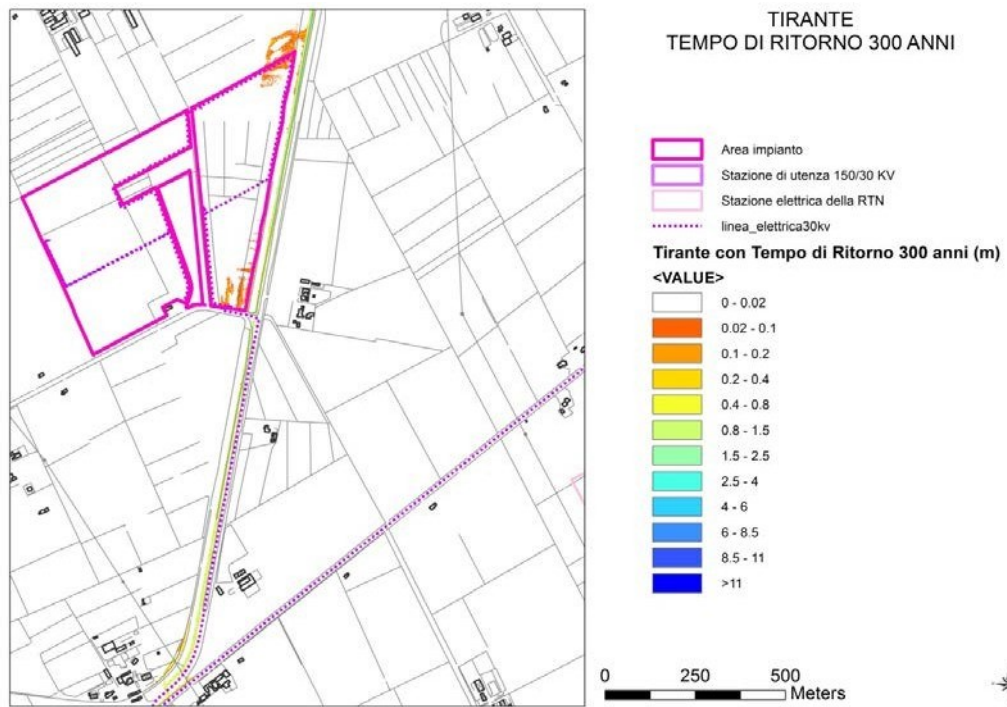 TIRANTE
TEMPO DI RITORNO 300 ANNI
Area impianto
Stazione di utenza 150/30 KV
Stazione elettrica della RTN
linea_elettrica30kv
Tirante con Tempo di Ritorno 300 anni (m)
<VALUE>
0 - 0.02
0.02 - 0.1
0.1 - 0.2
0.2 - 0.4
0.4 - 0.8
0.8 - 1.5
1.5 - 2.5
2.5 - 4
4 - 6
6 - 8.5
8.5 - 11
>11
0 250 500
Meters